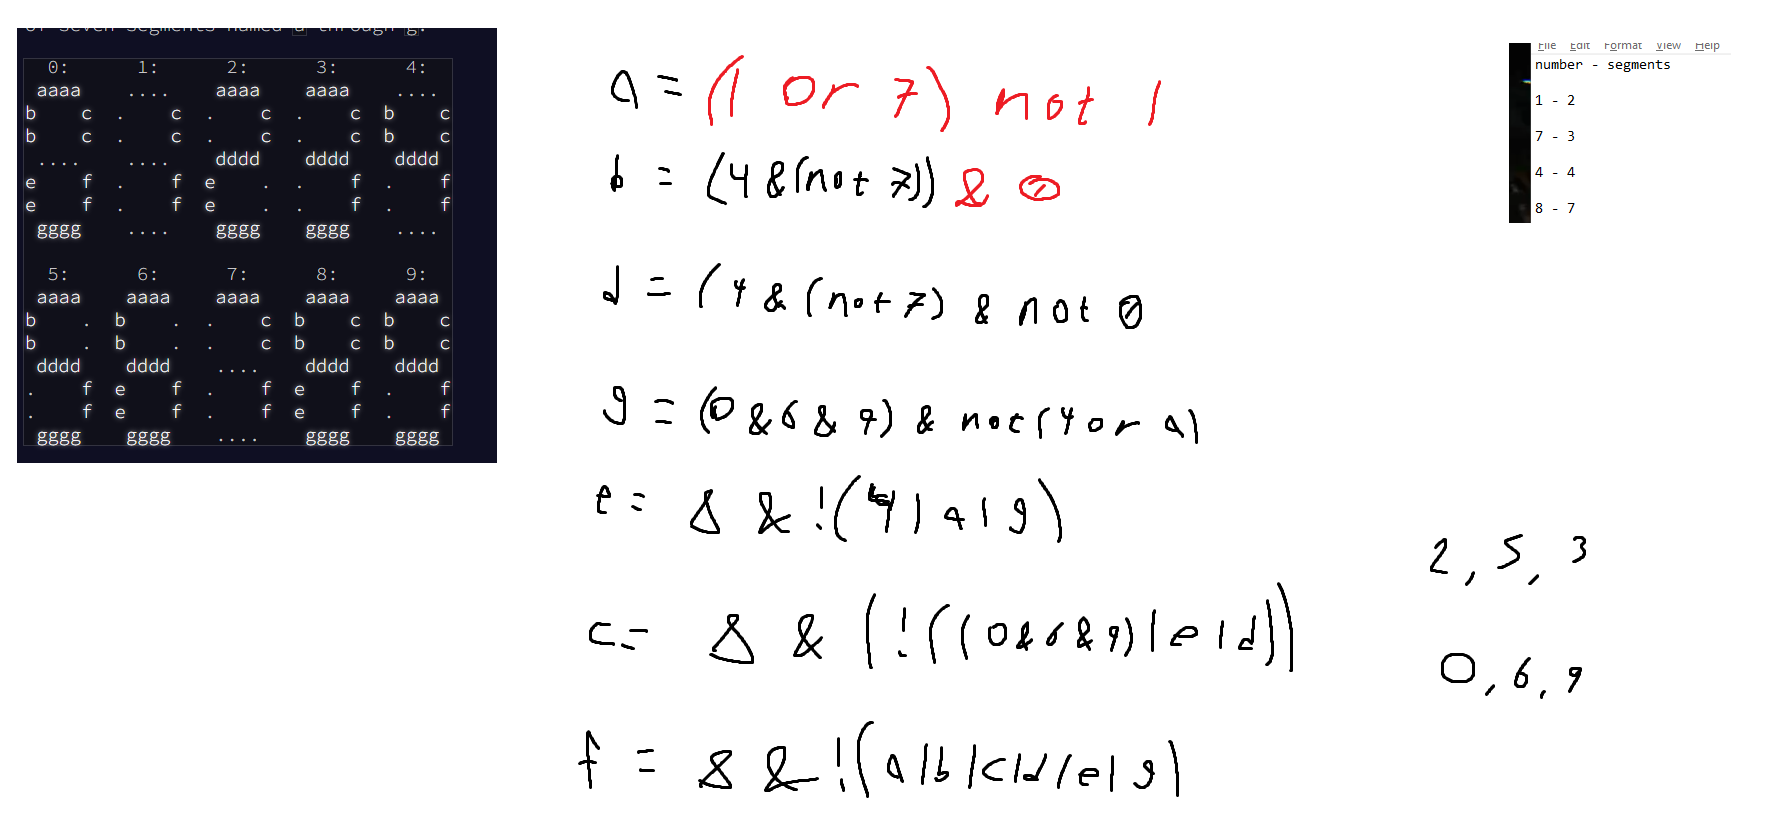 of seven segments named a through g:
0: 1: 2: 3: 4:
aaaa .... aaaa aaaa ....
b c . c . c . c b c
b c . c . c . c b c
.... .... dddd dddd dddd
e f . f e . . f . f
e f . f e . . f . f
gggg .... gggg gggg ....
5: 6: 7: 8: 9:
aaaa aaaa aaaa aaaa aaaa
b . b . . c b c b c
b . b . . c b c b c
dddd dddd .... dddd dddd
. f e f . f e f . f
. f e f . f e f . f
gggg gggg .... gggg gggg
a = (1 or 7) not 1
b = (4 & (not 7)) & 0
d = (4 & (not 7) & not 0
g = (0 & 6 & 9) & not (4 or a)
e = 8 & !(4 | a | g)
c = 8 & (!((0 & 6 & 9) | e | d))
f = 8 & !(a | b | c | d | e | g)
File Edit Format View Help
number - segments
1 - 2
7 - 3
4 - 4
8 - 7
2, 5, 3
0, 6, 9